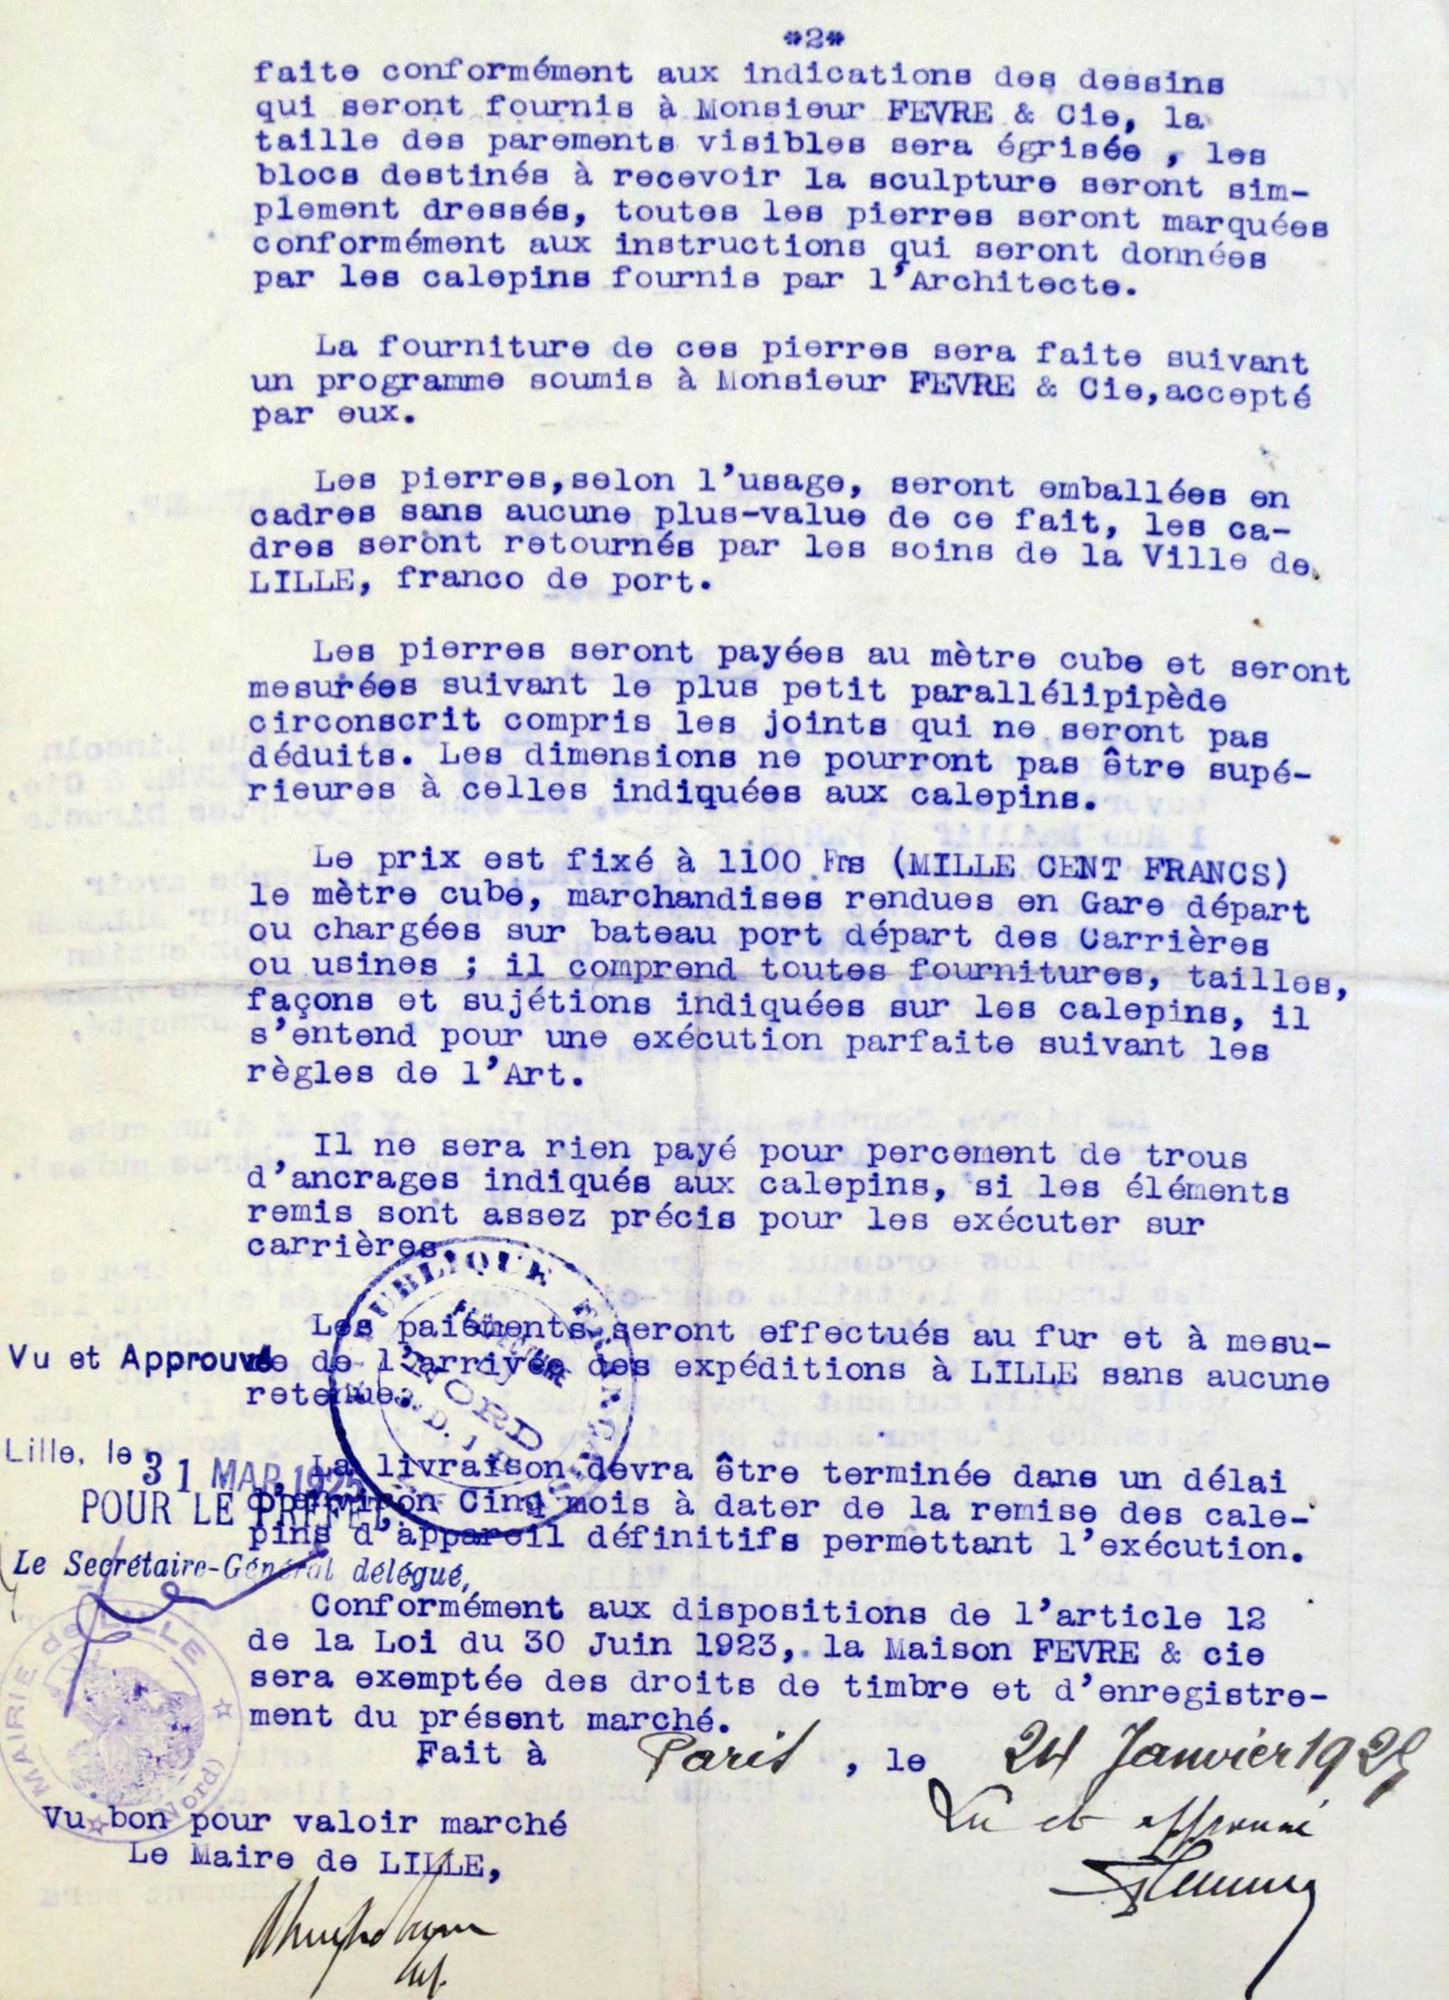 *2*
faite conformément aux indications des dessins
qui seront fournis à Monsieur FEVRE & Cie, la
taille des parements visibles sera égrisée , les
blocs destinés à recevoir la sculpture seront sim-
plement dressés, toutes les pierres seront marquées
conformément aux instructions qui seront données
par les calepins fournis par l'Architecte.
La fourniture de ces pierres sera faite suivant
un programme soumis à Monsieur FEVRE & Cie,accepté
par eux.
Les pierres,selon l'usage, seront emballées en
cadres sans aucune plus-value de ce fait, les ca-
dres seront retournés par les soins de la Ville de
LILLE, franco de port.
Les pierres seront payées au mètre cube et seront
mesurées suivant le plus petit parallélipipède
circonscrit compris les joints qui ne seront pas
déduits. Les dimensions ne pourront pas être supé-
rieures à celles indiquées aux calepins.
Le prix est fixé à 1100 Frs (MILLE CENT FRANCS)
le mètre cube, marchandises rendues en Gare départ
ou chargées sur bateau port départ des Carrières
ou usines ; il comprend toutes fournitures, tailles,
façons et sujétions indiquées sur les calepins, il
s'entend pour une exécution parfaite suivant les
règles de l'Art.
Il ne sera rien payé pour percement de trous
d'ancrages indiqués aux calepins, si les éléments
remis sont assez précis pour les exécuter sur
carrières.
Les paiements seront effectués au fur et à mesu-
re de l'arrivée des expéditions à LILLE sans aucune
retenue.
La livraison devra être terminée dans un délai
d'environ Cinq mois à dater de la remise des cale-
pins d'appareil définitifs permettant l'exécution.
Conformément aux dispositions de l'article 12
de la Loi du 30 Juin 1923, la Maison FEVRE & cie
sera exemptée des droits de timbre et d'enregistre-
ment du présent marché.
Fait à Paris, le 24 Janvier 1925
Lu et approuvé
Vu et Approuvé
Lille, le 31 MAR 1925
POUR LE PREFET,
Le Secrétaire-Général délégué,
MAIRIE de LILLE
(Nord)
NORD
Vu bon pour valoir marché
Le Maire de LILLE,